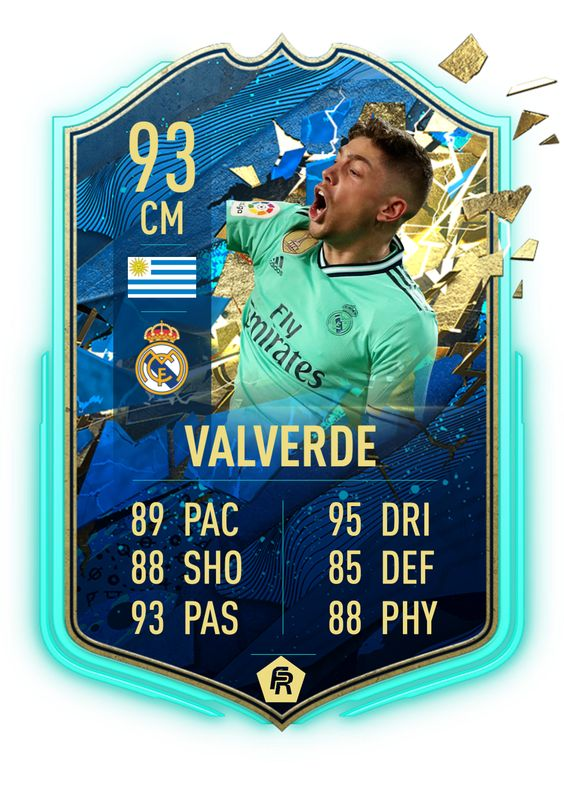 93
CM
Fly
Emirates
VALVERDE
89 PAC
88 SHO
93 PAS
95 DRI
85 DEF
88 PHY